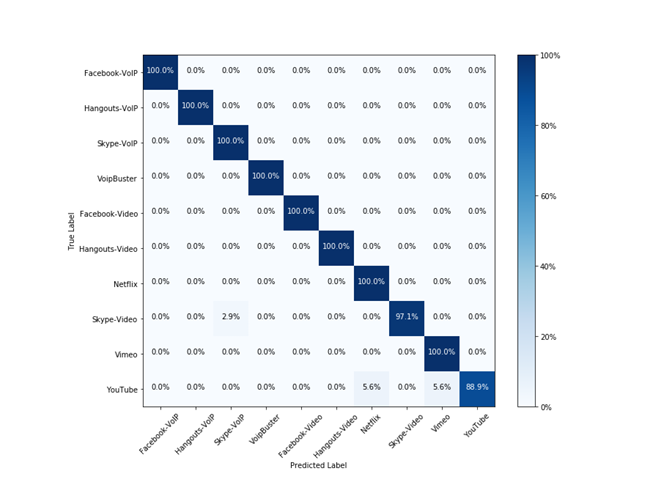 Facebook-VoIP 100.0% 0.0% 0.0% 0.0% 0.0% 0.0% 0.0% 0.0% 0.0% 0.0%
Hangouts-VoIP 0.0% 100.0% 0.0% 0.0% 0.0% 0.0% 0.0% 0.0% 0.0% 0.0%
Skype-VoIP 0.0% 0.0% 100.0% 0.0% 0.0% 0.0% 0.0% 0.0% 0.0% 0.0%
VoipBuster 0.0% 0.0% 0.0% 100.0% 0.0% 0.0% 0.0% 0.0% 0.0% 0.0%
Facebook-Video 0.0% 0.0% 0.0% 0.0% 100.0% 0.0% 0.0% 0.0% 0.0% 0.0%
Hangouts-Video 0.0% 0.0% 0.0% 0.0% 0.0% 100.0% 0.0% 0.0% 0.0% 0.0%
Netflix 0.0% 0.0% 0.0% 0.0% 0.0% 0.0% 100.0% 0.0% 0.0% 0.0%
Skype-Video 0.0% 0.0% 2.9% 0.0% 0.0% 0.0% 0.0% 97.1% 0.0% 0.0%
Vimeo 0.0% 0.0% 0.0% 0.0% 0.0% 0.0% 0.0% 0.0% 100.0% 0.0%
YouTube 0.0% 0.0% 0.0% 0.0% 0.0% 0.0% 5.6% 0.0% 5.6% 88.9%
True Label
Facebook-VoIP Hangouts-VoIP Skype-VoIP VoipBuster Facebook-Video Hangouts-Video Netflix Skype-Video Vimeo YouTube
Predicted Label
100%
80%
60%
40%
20%
0%